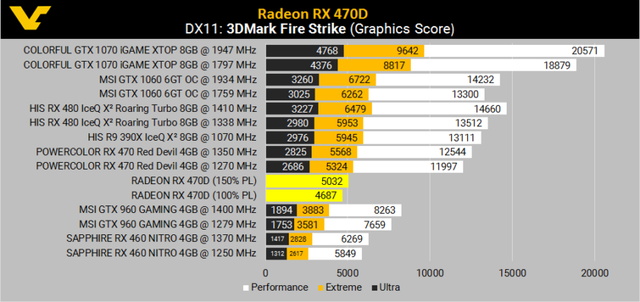 Radeon RX 470D
DX11: 3DMark Fire Strike (Graphics Score)
COLORFUL GTX 1070 iGAME XTOP 8GB @ 1947 MHz 4768 9642 20571
COLORFUL GTX 1070 iGAME XTOP 8GB @ 1797 MHz 4376 8817 18879
MSI GTX 1060 6GT OC @ 1934 MHz 3260 6722 14232
MSI GTX 1060 6GT OC @ 1759 MHz 3025 6262 13300
HIS RX 480 IceQ X² Roaring Turbo 8GB @ 1410 MHz 3227 6479 14660
HIS RX 480 IceQ X² Roaring Turbo 8GB @ 1338 MHz 2980 5953 13512
HIS R9 390X IceQ X² 8GB @ 1070 MHz 2976 5945 13111
POWERCOLOR RX 470 Red Devil 4GB @ 1350 MHz 2825 5568 12544
POWERCOLOR RX 470 Red Devil 4GB @ 1270 MHz 2686 5324 11997
RADEON RX 470D (150% PL) 5032
RADEON RX 470D (100% PL) 4687
MSI GTX 960 GAMING 4GB @ 1400 MHz 1894 3883 8263
MSI GTX 960 GAMING 4GB @ 1279 MHz 1753 3581 7659
SAPPHIRE RX 460 NITRO 4GB @ 1370 MHz 1417 2828 6269
SAPPHIRE RX 460 NITRO 4GB @ 1250 MHz 1312 2617 5849
0 5000 10000 15000 20000
Performance Extreme Ultra